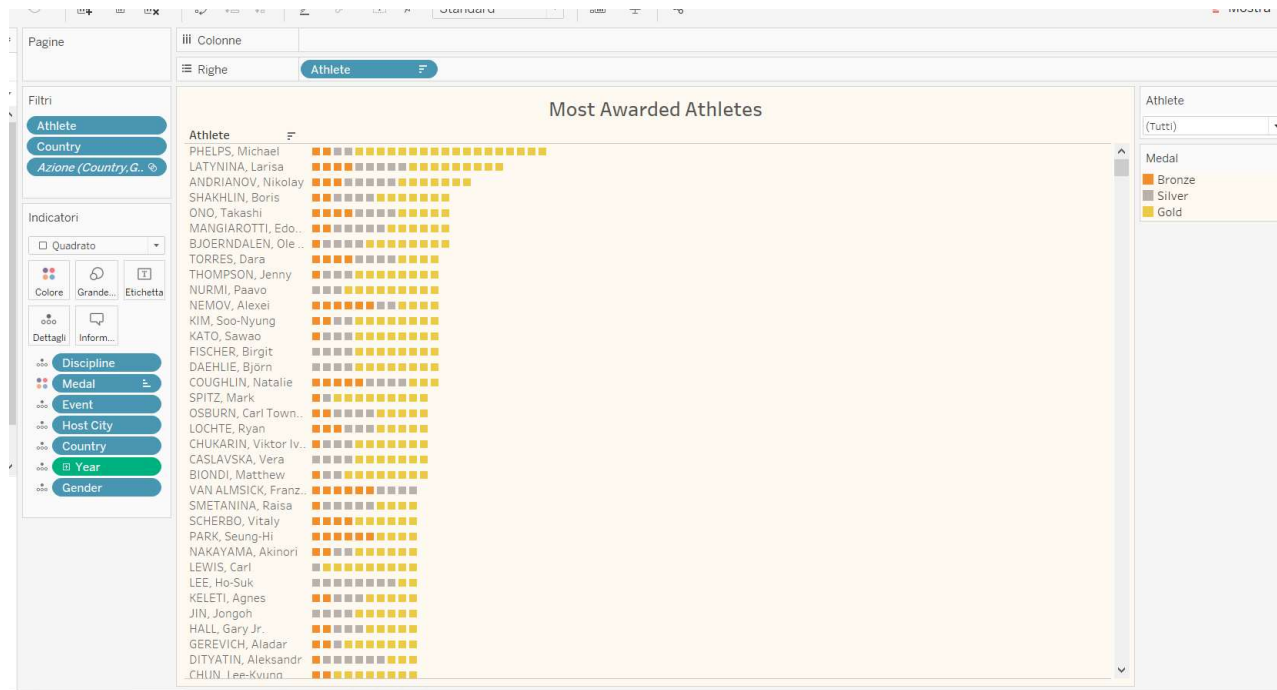 Standard
Mostra
Pagine
iii Colonne
Righe
Athlete
Filtri
Athlete
Country
Azione (Country,G..
Indicatori
Quadrato
Colore
Grande...
Etichetta
Dettagli
Inform...
Discipline
Medal
Event
Host City
Country
Year
Gender
Most Awarded Athletes
Athlete
PHELPS, Michael
LATYNINA, Larisa
ANDRIANOV, Nikolay
SHAKHLIN, Boris
ONO, Takashi
MANGIAROTTI, Edo..
BJOERNDALEN, Ole ..
TORRES, Dara
THOMPSON, Jenny
NURMI, Paavo
NEMOV, Alexei
KIM, Soo-Nyung
KATO, Sawao
FISCHER, Birgit
DAEHLIE, Björn
COUGHLIN, Natalie
SPITZ, Mark
OSBURN, Carl Town..
LOCHTE, Ryan
CHUKARIN, Viktor Iv..
CASLAVSKA, Vera
BIONDI, Matthew
VAN ALMSICK, Franz..
SMETANINA, Raisa
SCHERBO, Vitaly
PARK, Seung-Hi
NAKAYAMA, Akinori
LEWIS, Carl
LEE, Ho-Suk
KELETI, Agnes
JIN, Jongoh
HALL, Gary Jr.
GEREVICH, Aladar
DITYATIN, Aleksandr
CHUN, Lee-Kyung
Athlete
(Tutti)
Medal
Bronze
Silver
Gold